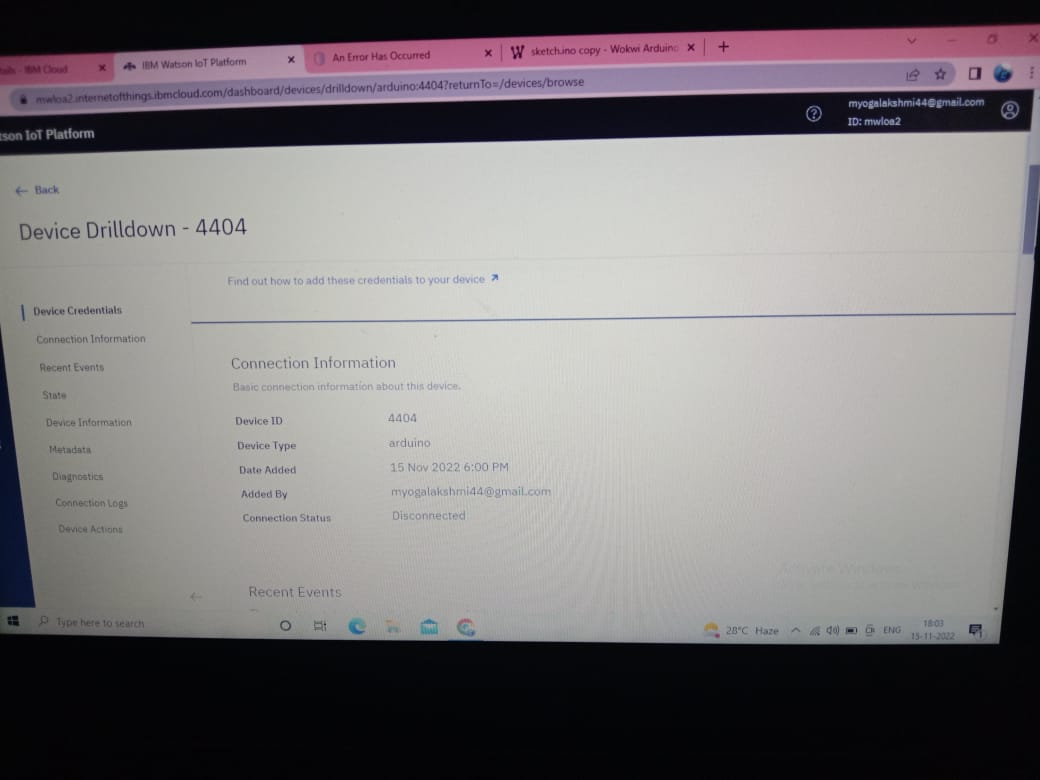 ails - IBM Cloud
IBM Watson IoT Platform
An Error Has Occurred
sketch.ino copy - Wokwi Arduino
mwloa2.internetofthings.ibmcloud.com/dashboard/devices/drilldown/arduino:4404?returnTo=/devices/browse
tson IoT Platform
myogalakshmi44@gmail.com
ID: mwloa2
Back
Device Drilldown - 4404
Find out how to add these credentials to your device
Device Credentials
Connection Information
Recent Events
State
Device Information
Metadata
Diagnostics
Connection Logs
Device Actions
Connection Information
Basic connection information about this device.
Device ID 4404
Device Type arduino
Date Added 15 Nov 2022 6:00 PM
Added By myogalakshmi44@gmail.com
Connection Status Disconnected
Activate Windows
Recent Events
Type here to search
28°C Haze
ENG
18:03
15-11-2022